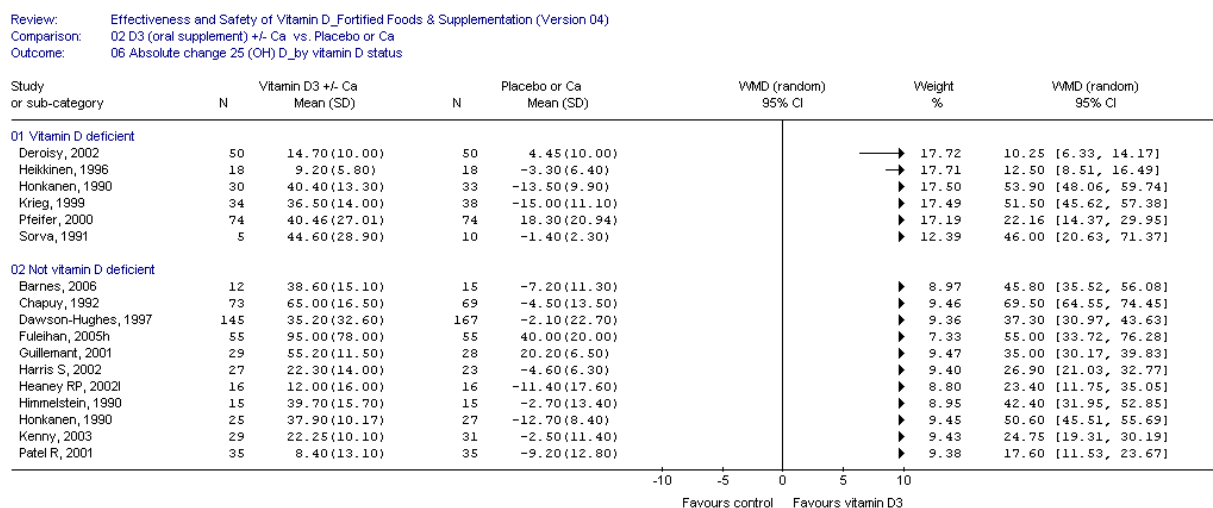 Review: Effectiveness and Safety of Vitamin D_Fortified Foods & Supplementation (Version 04)
Comparison: 02 D3 (oral supplement) +/- Ca vs. Placebo or Ca
Outcome: 06 Absolute change 25 (OH) D_by vitamin D status
Study Vitamin D3 +/- Ca Placebo or Ca WMD (random) Weight WMD (random)
or sub-category N Mean (SD) N Mean (SD) 95% CI % 95% CI
01 Vitamin D deficient
Deroisy, 2002 50 14.70(10.00) 50 4.45(10.00) 17.72 10.25 [6.33, 14.17]
Heikkinen, 1996 18 9.20(5.80) 18 -3.30(6.40) 17.71 12.50 [8.51, 16.49]
Honkanen, 1990 30 40.40(13.30) 33 -13.50(9.90) 17.50 53.90 [48.06, 59.74]
Krieg, 1999 34 36.50(14.00) 38 -15.00(11.10) 17.49 51.50 [45.62, 57.38]
Pfeifer, 2000 74 40.46(27.01) 74 18.30(20.94) 17.19 22.16 [14.37, 29.95]
Sorva, 1991 5 44.60(28.90) 10 -1.40(2.30) 12.39 46.00 [20.63, 71.37]
02 Not vitamin D deficient
Barnes, 2006 12 38.60(15.10) 15 -7.20(11.30) 8.97 45.80 [35.52, 56.08]
Chapuy, 1992 73 65.00(16.50) 69 -4.50(13.50) 9.46 69.50 [64.55, 74.45]
Dawson-Hughes, 1997 145 35.20(32.60) 167 -2.10(22.70) 9.36 37.30 [30.97, 43.63]
Fuleihan, 2005h 55 95.00(78.00) 55 40.00(20.00) 7.33 55.00 [33.72, 76.28]
Guillemant, 2001 29 55.20(11.50) 28 20.20(6.50) 9.47 35.00 [30.17, 39.83]
Harris S, 2002 27 22.30(14.00) 23 -4.60(6.30) 9.40 26.90 [21.03, 32.77]
Heaney RP, 2002l 16 12.00(16.00) 16 -11.40(17.60) 8.80 23.40 [11.75, 35.05]
Himmelstein, 1990 15 39.70(15.70) 15 -2.70(13.40) 8.95 42.40 [31.95, 52.85]
Honkanen, 1990 25 37.90(10.17) 27 -12.70(8.40) 9.45 50.60 [45.51, 55.69]
Kenny, 2003 29 22.25(10.10) 31 -2.50(11.40) 9.43 24.75 [19.31, 30.19]
Patel R, 2001 35 8.40(13.10) 35 -9.20(12.80) 9.38 17.60 [11.53, 23.67]
-10 -5 0 5 10
Favours control Favours vitamin D3